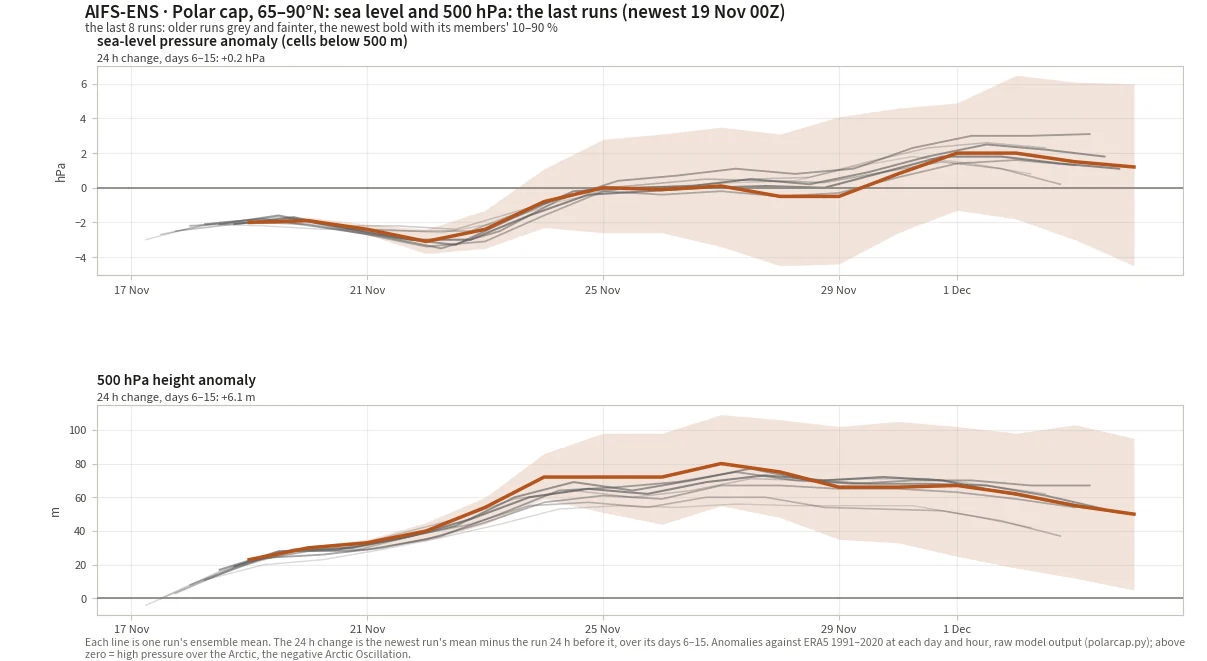 AIFS-ENS · Polar cap, 65–90°N: sea level and 500 hPa: the last runs (newest 19 Nov 00Z)
the last 8 runs: older runs grey and fainter, the newest bold with its members' 10–90 %
sea-level pressure anomaly (cells below 500 m)
24 h change, days 6–15: +0.2 hPa
6
4
2
0
−2
−4
hPa
17 Nov
21 Nov
25 Nov
29 Nov
1 Dec
500 hPa height anomaly
24 h change, days 6–15: +6.1 m
100
80
60
40
20
0
m
17 Nov
21 Nov
25 Nov
29 Nov
1 Dec
Each line is one run's ensemble mean. The 24 h change is the newest run's mean minus the run 24 h before it, over its days 6–15. Anomalies against ERA5 1991–2020 at each day and hour, raw model output (polarcap.py); above
zero = high pressure over the Arctic, the negative Arctic Oscillation.